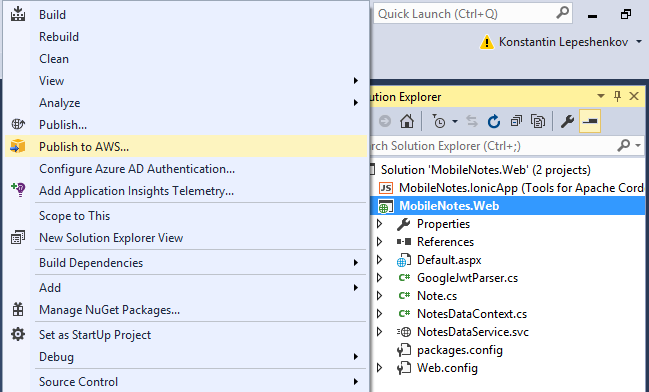 Build
Rebuild
Clean
View
Analyze
Publish...
Publish to AWS...
Configure Azure AD Authentication...
Add Application Insights Telemetry...
Scope to This
New Solution Explorer View
Build Dependencies
Add
Manage NuGet Packages...
Set as StartUp Project
Debug
Source Control
Quick Launch (Ctrl+Q)
Konstantin Lepeshenkov
olution Explorer
rch Solution Explorer (Ctrl+;)
Solution 'MobileNotes.Web' (2 projects)
JS MobileNotes.IonicApp (Tools for Apache Cord
MobileNotes.Web
Properties
References
Default.aspx
C# GoogleJwtParser.cs
C# Note.cs
C# NotesDataContext.cs
NotesDataService.svc
packages.config
Web.config